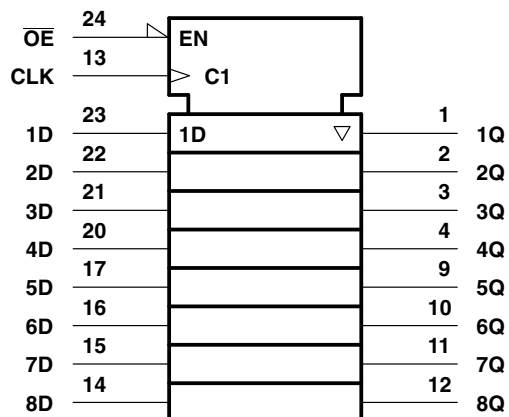 24
O̅E̅ EN
13
CLK C1
23 1
1D 1D 1Q
22 2
2D 2Q
21 3
3D 3Q
20 4
4D 4Q
17 9
5D 5Q
16 10
6D 6Q
15 11
7D 7Q
14 12
8D 8Q